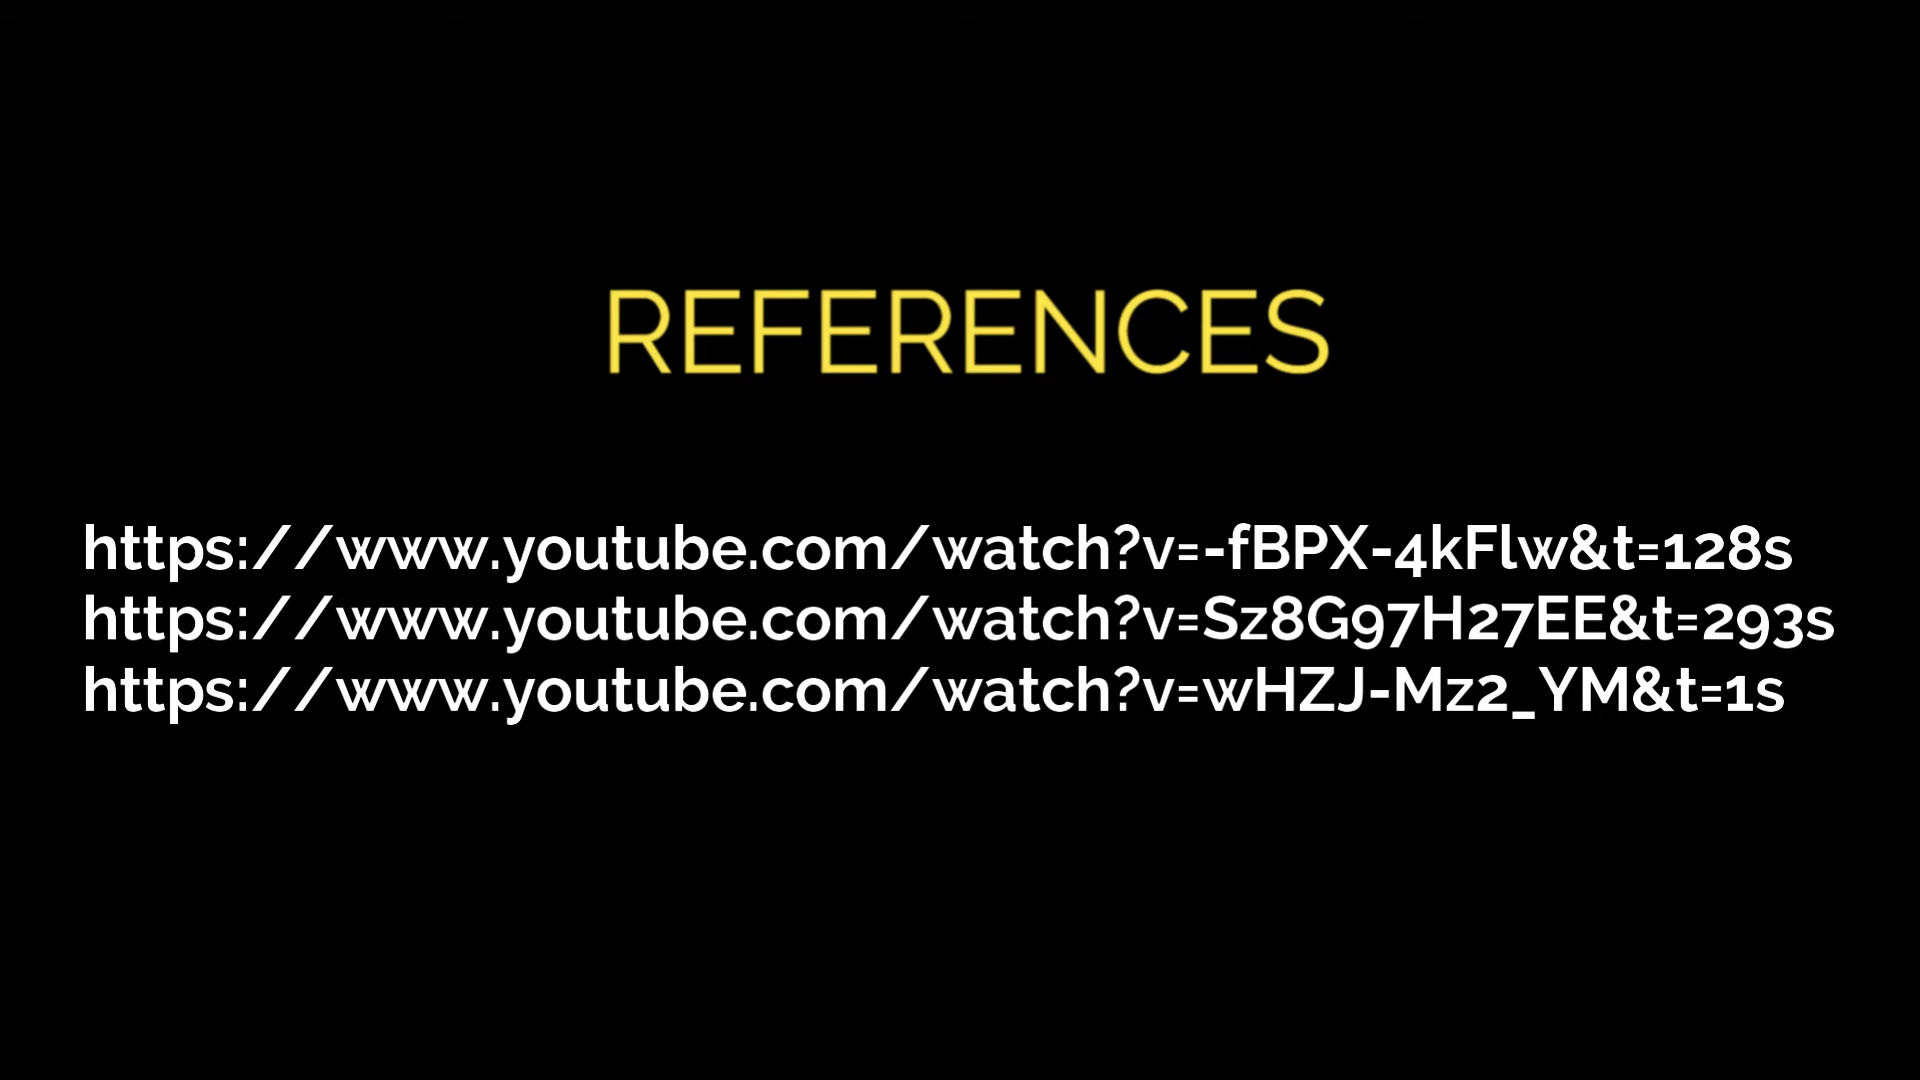 REFERENCES
https://www.youtube.com/watch?v=-fBPX-4kFlw&t=128s
https://www.youtube.com/watch?v=Sz8G97H27EE&t=293s
https://www.youtube.com/watch?v=wHZJ-Mz2_YM&t=1s